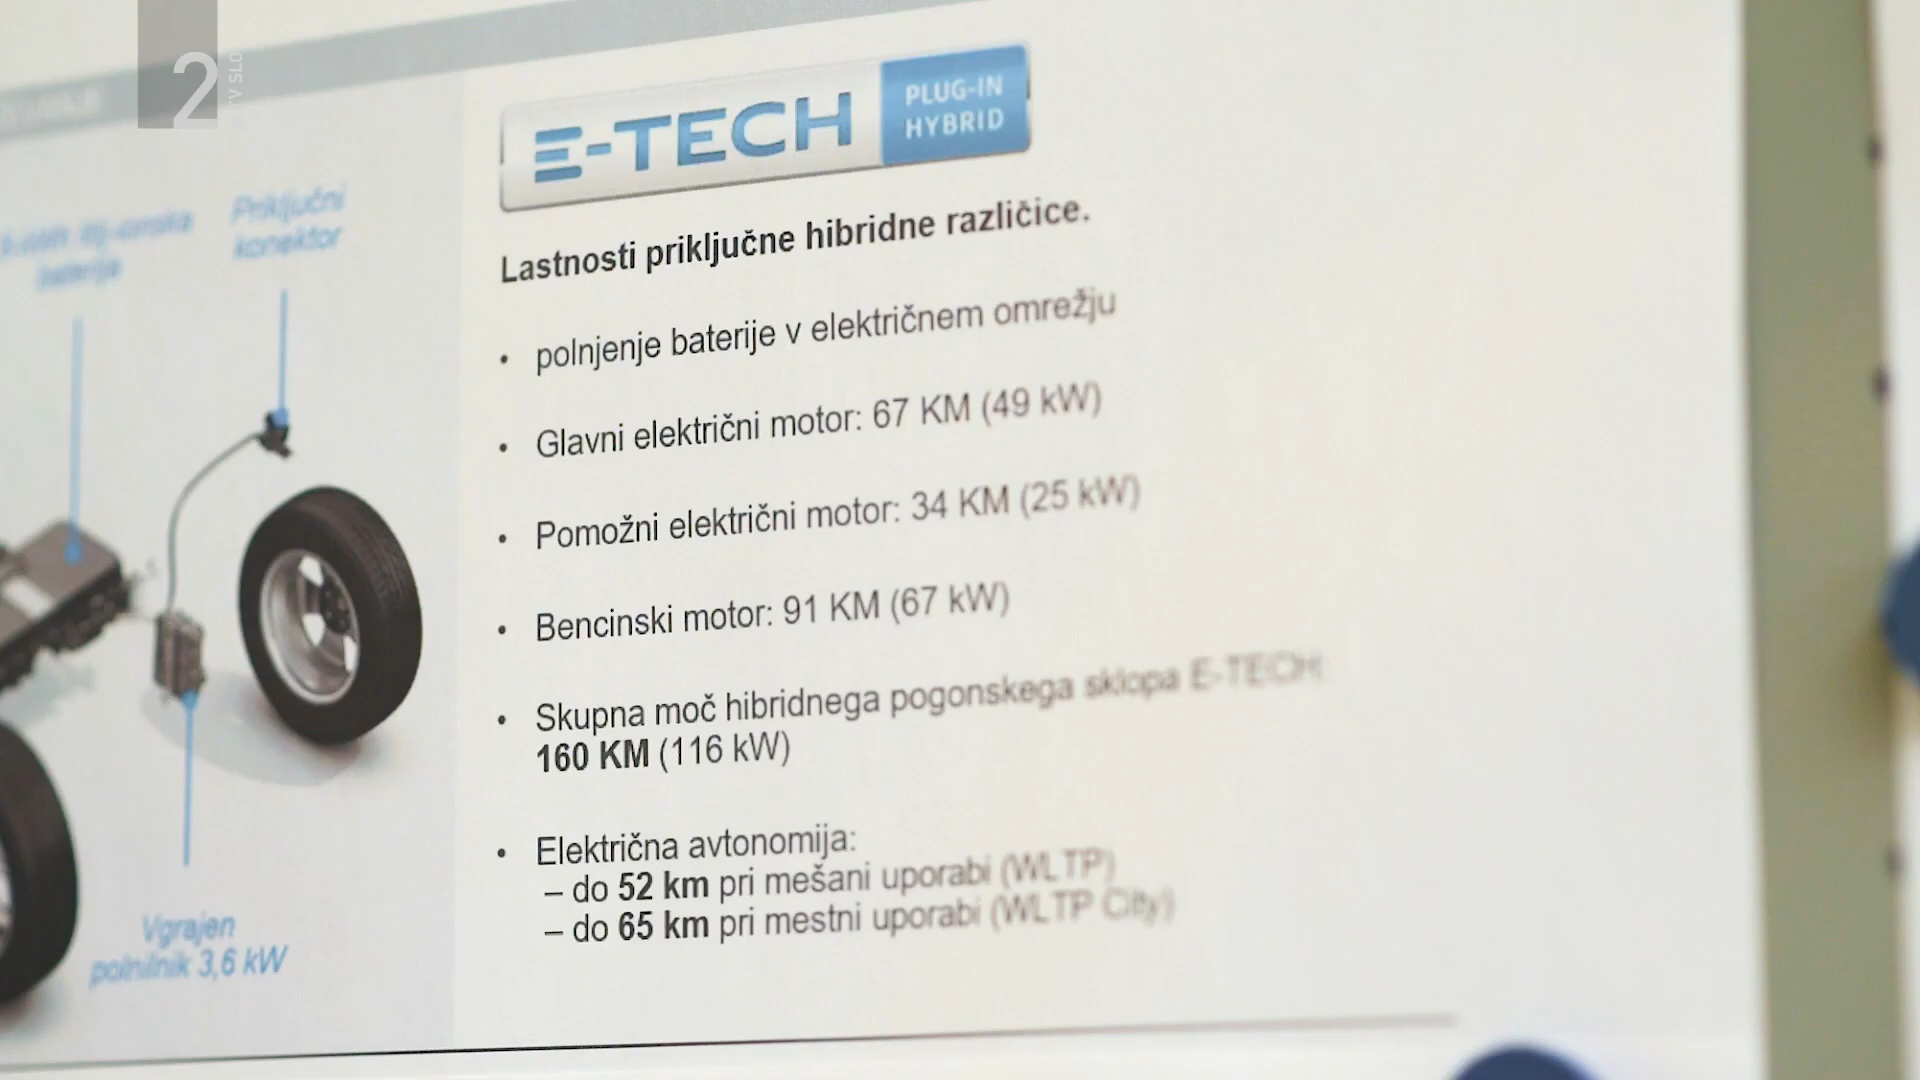 2
TV SLO
E-TECH
PLUG-IN
HYBRID
Priključni
konektor
baterija
Vgrajen
polnilnik 3,6 kW
Lastnosti priključne hibridne različice.
• polnjenje baterije v električnem omrežju
• Glavni električni motor: 67 KM (49 kW)
• Pomožni električni motor: 34 KM (25 kW)
• Bencinski motor: 91 KM (67 kW)
• Skupna moč hibridnega pogonskega sklopa E-TECH:
160 KM (116 kW)
• Električna avtonomija:
– do 52 km pri mešani uporabi (WLTP)
– do 65 km pri mestni uporabi (WLTP City)